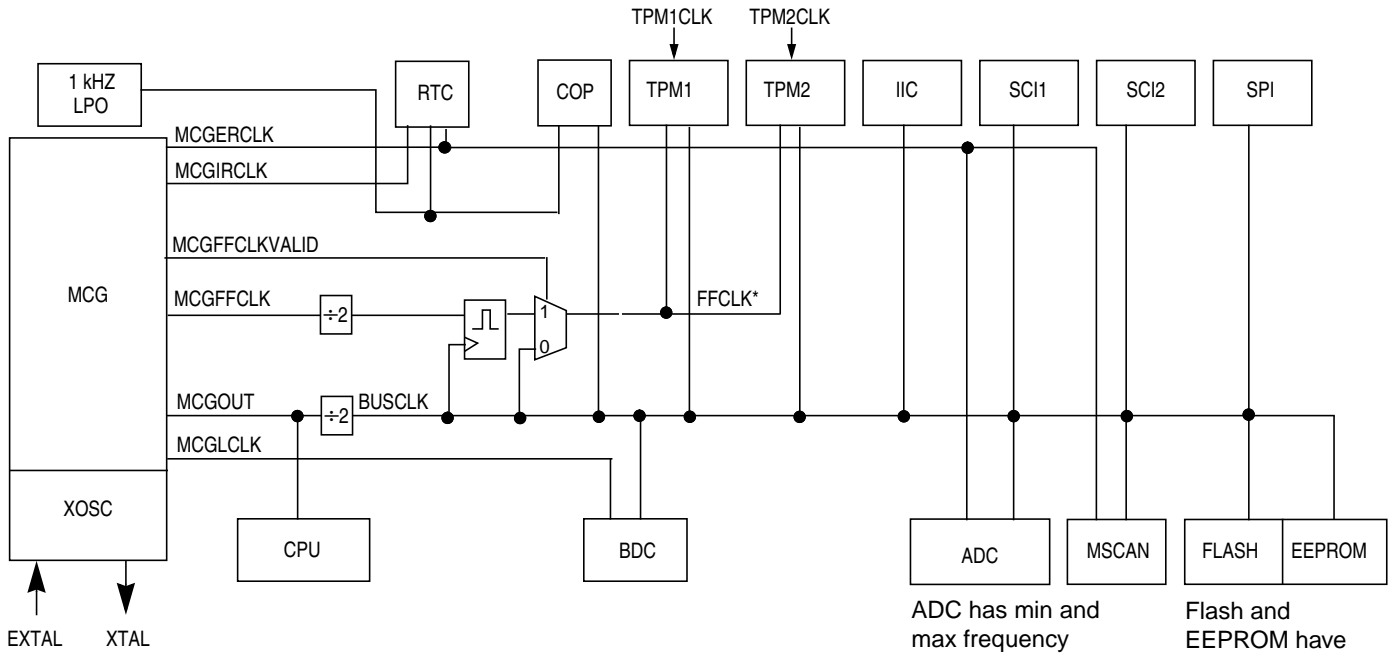 TPM1CLK TPM2CLK
1 kHZ
LPO
RTC COP TPM1 TPM2 IIC SCI1 SCI2 SPI
MCGERCLK
MCGIRCLK
MCGFFCLKVALID
MCG
MCGFFCLK ÷2 1 FFCLK*
0
MCGOUT ÷2 BUSCLK
MCGLCLK
XOSC
CPU BDC ADC MSCAN FLASH EEPROM
EXTAL XTAL
ADC has min and
max frequency
Flash and
EEPROM have